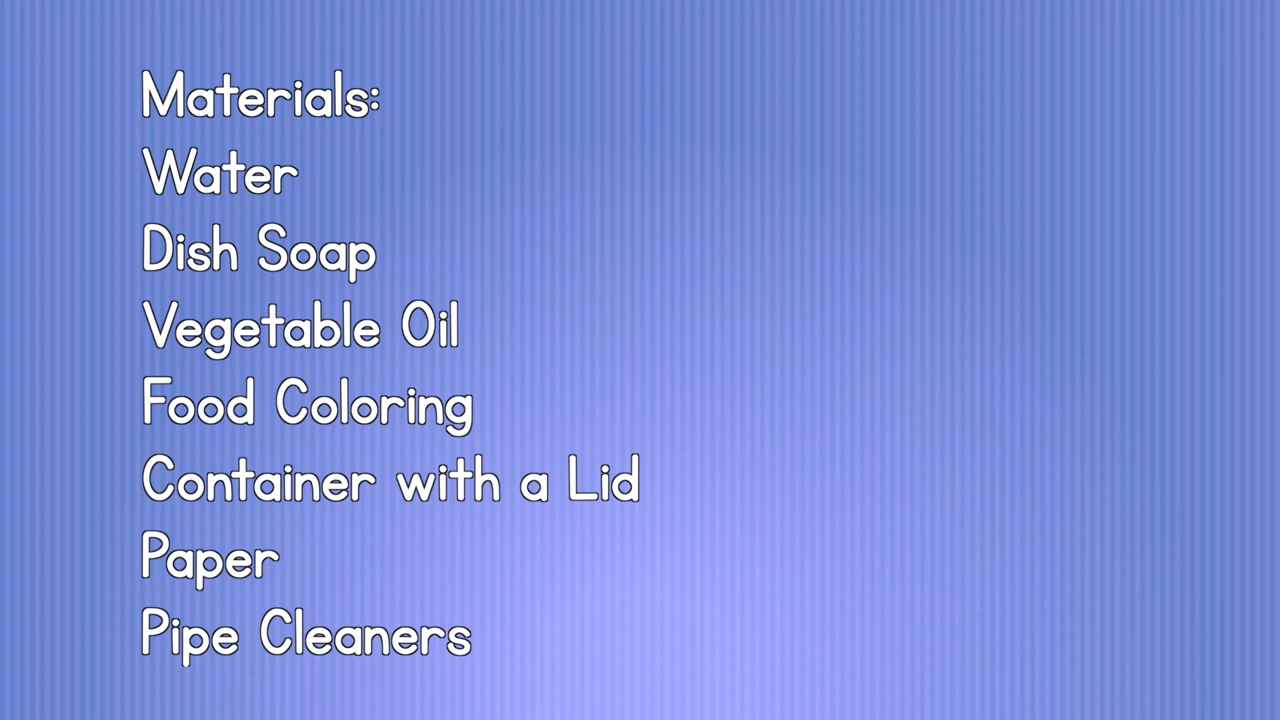 Materials:
Water
Dish Soap
Vegetable Oil
Food Coloring
Container with a Lid
Paper
Pipe Cleaners